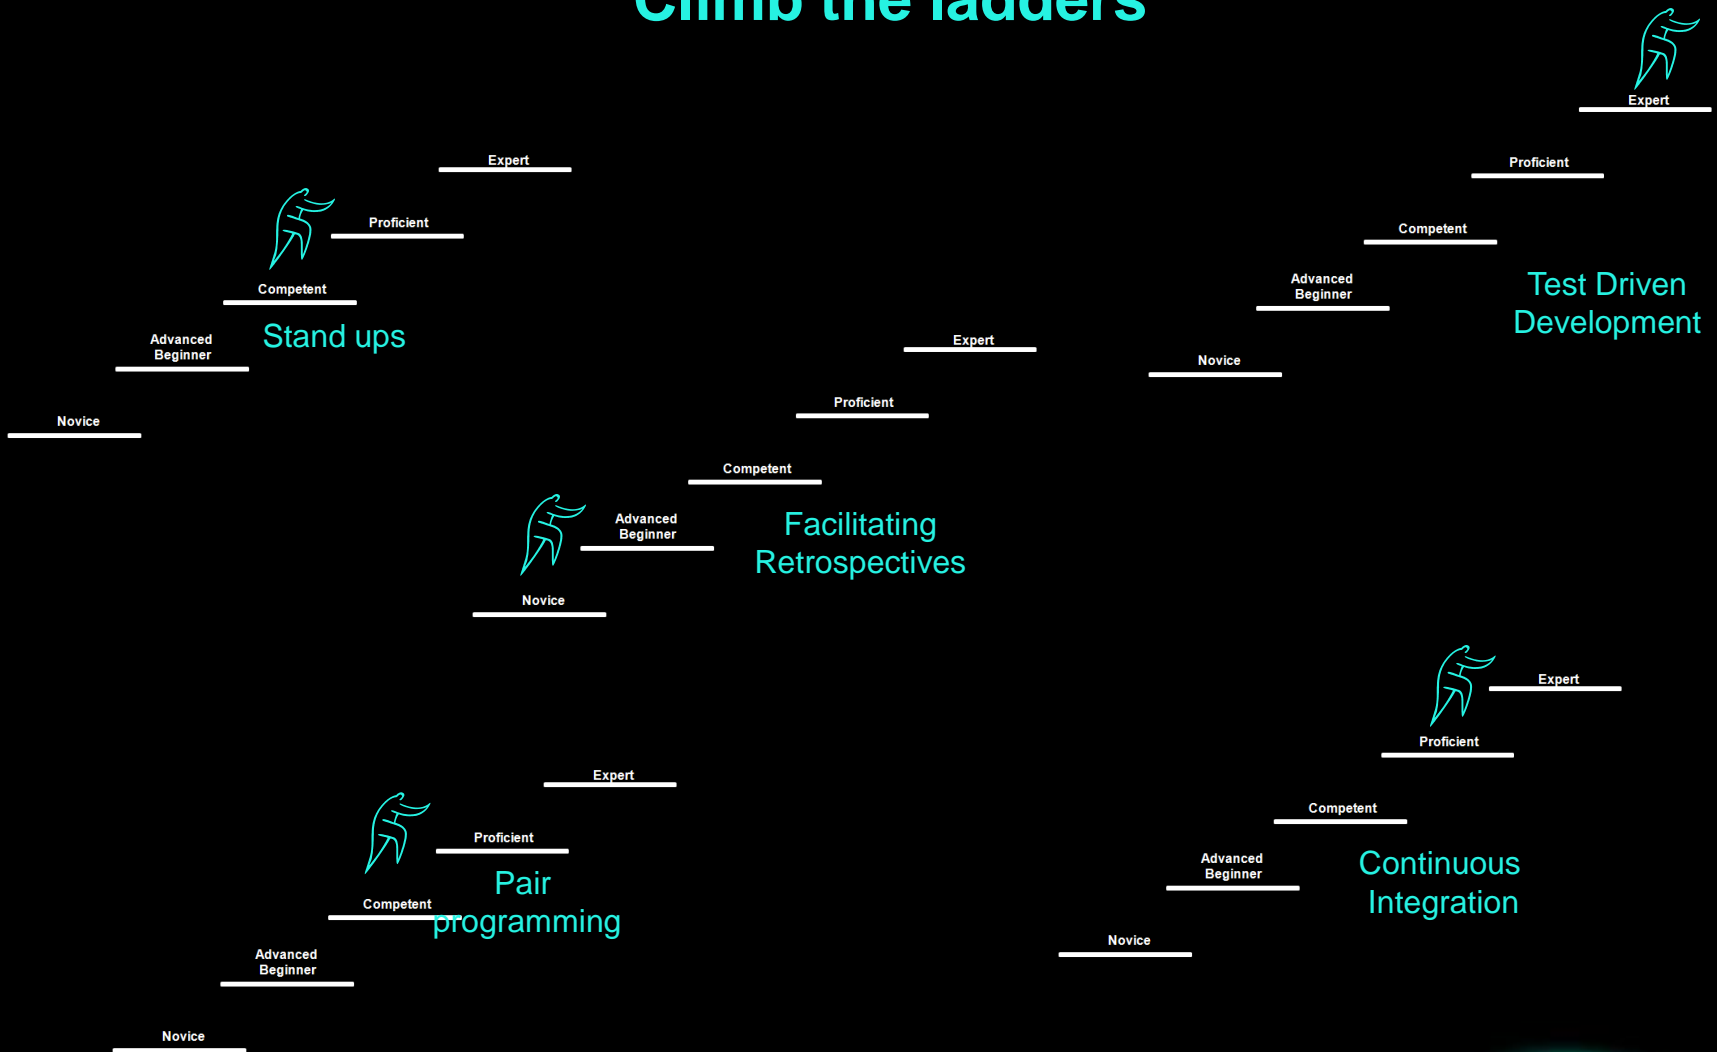 Climb the ladders
Expert
Proficient
Competent
Advanced
Beginner
Novice
Stand ups
Expert
Proficient
Competent
Advanced
Beginner
Novice
Facilitating
Retrospectives
Expert
Proficient
Competent
Advanced
Beginner
Novice
Test Driven
Development
Expert
Proficient
Competent
Advanced
Beginner
Novice
Pair
programming
Expert
Proficient
Competent
Advanced
Beginner
Novice
Continuous
Integration